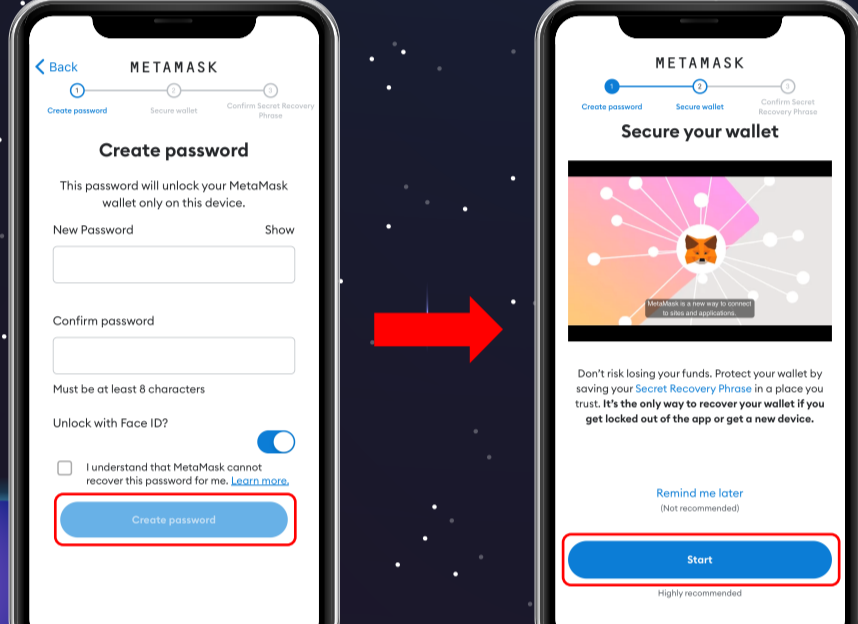 Back
METAMASK
1
2
3
Create password
Secure wallet
Confirm Secret Recovery
Phrase
Create password
This password will unlock your MetaMask
wallet only on this device.
New Password
Show
Confirm password
Must be at least 8 characters
Unlock with Face ID?
I understand that MetaMask cannot
recover this password for me. Learn more.
Create password
METAMASK
1
2
3
Create password
Secure wallet
Confirm Secret
Recovery Phrase
Secure your wallet
MetaMask is a new way to connect
to sites and applications.
Don't risk losing your funds. Protect your wallet by
saving your Secret Recovery Phrase in a place you
trust. It's the only way to recover your wallet if you
get locked out of the app or get a new device.
Remind me later
(Not recommended)
Start
Highly recommended